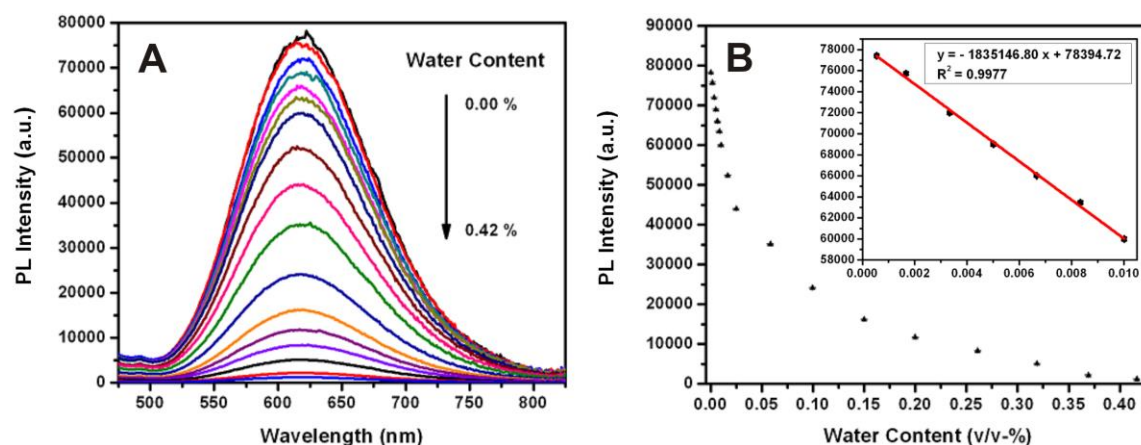 A
Water Content
0.00 %
0.42 %
PL Intensity (a.u.)
80000
70000
60000
50000
40000
30000
20000
10000
0
500 550 600 650 700 750 800
Wavelength (nm)
B
PL Intensity (a.u.)
90000
80000
70000
60000
50000
40000
30000
20000
10000
0
0.00 0.05 0.10 0.15 0.20 0.25 0.30 0.35 0.40
Water Content (v/v-%)
y = - 1835146.80 x + 78394.72
R² = 0.9977
78000
76000
74000
72000
70000
68000
66000
64000
62000
60000
58000
0.000 0.002 0.004 0.006 0.008 0.010